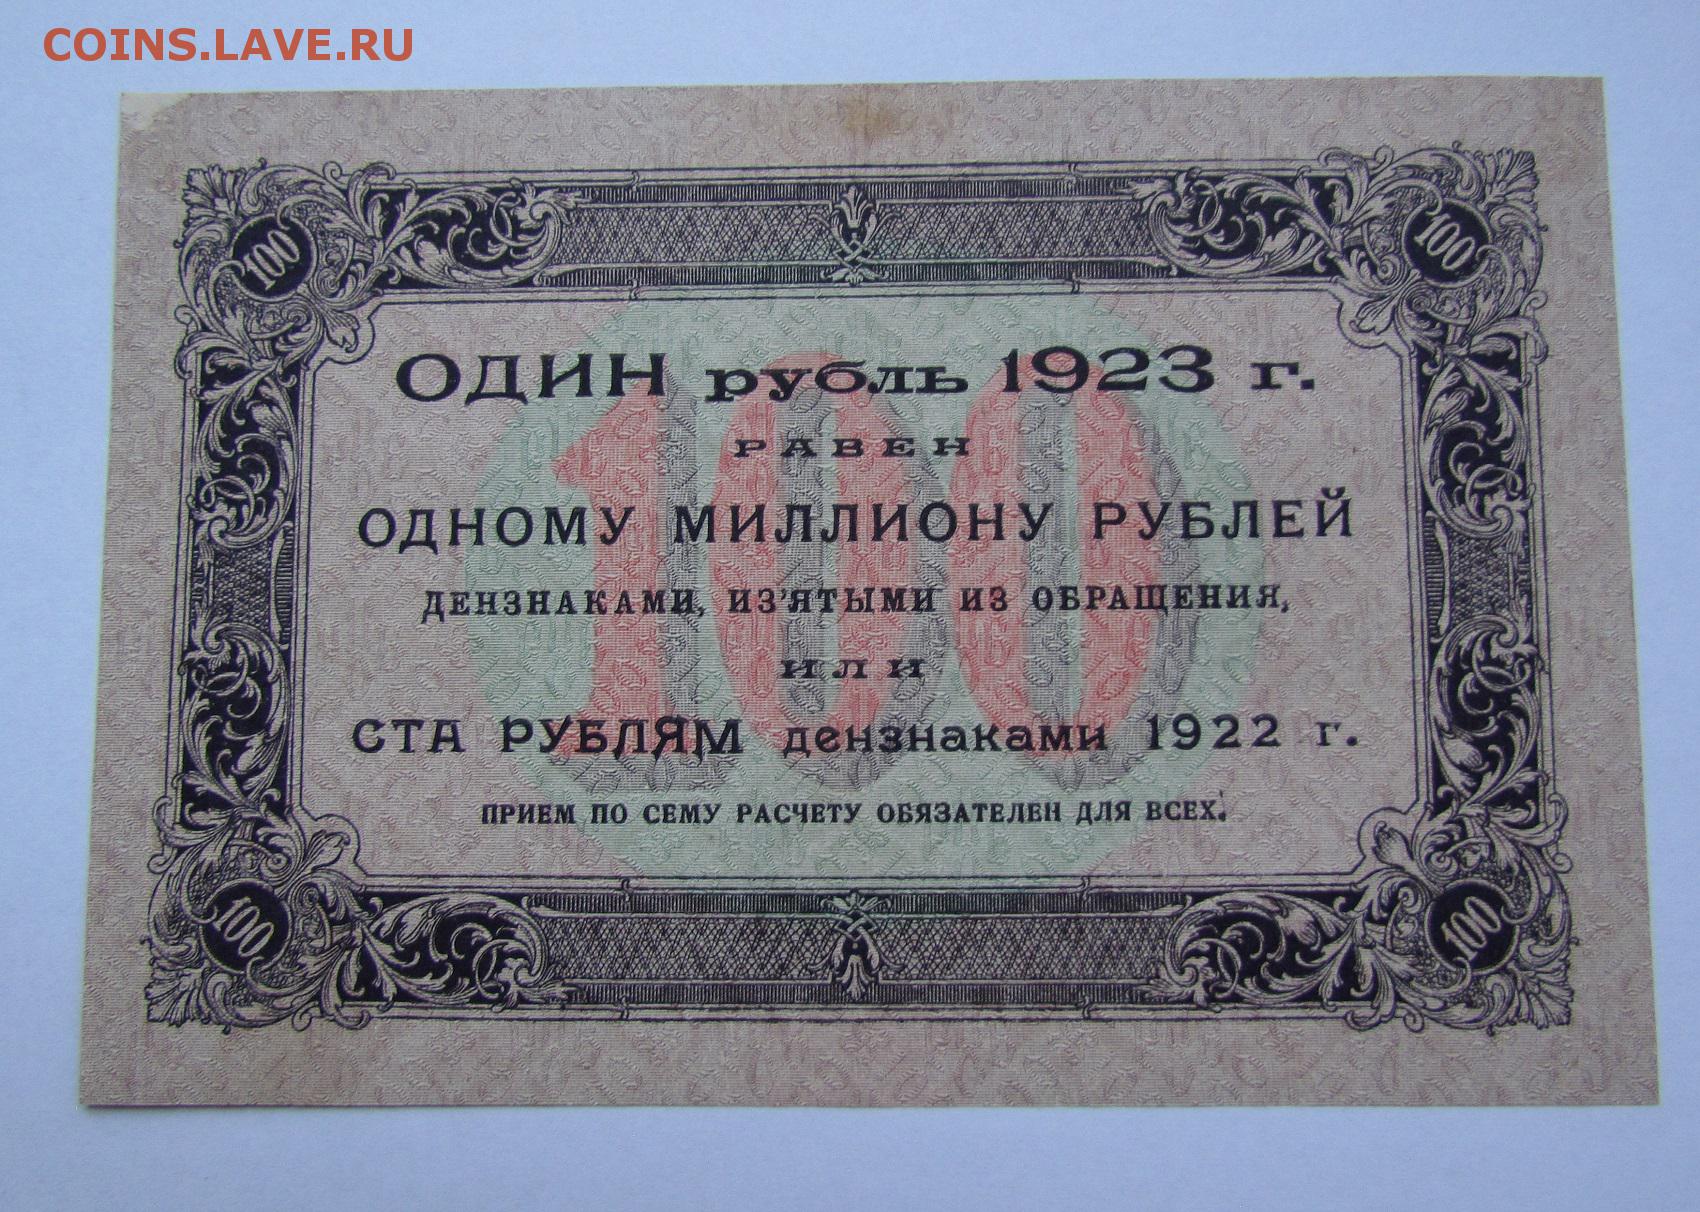 COINS.LAVE.RU
100 100
ОДИН рубль 1923 г.
РАВЕН
ОДНОМУ МИЛЛИОНУ РУБЛЕЙ
ДЕНЗНАКАМИ, ИЗ'ЯТЫМИ ИЗ ОБРАЩЕНИЯ,
ИЛИ
СТА РУБЛЯМ дензнаками 1922 г.
ПРИЕМ ПО СЕМУ РАСЧЕТУ ОБЯЗАТЕЛЕН ДЛЯ ВСЕХ.
100
100 100